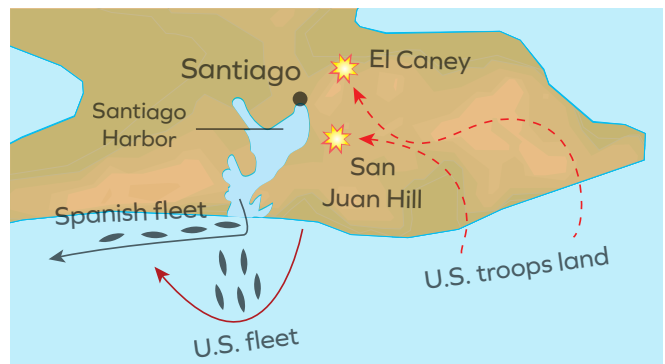 El Caney
Santiago
Santiago
Harbor
San
Juan Hill
Spanish fleet
U.S. troops land
U.S. fleet